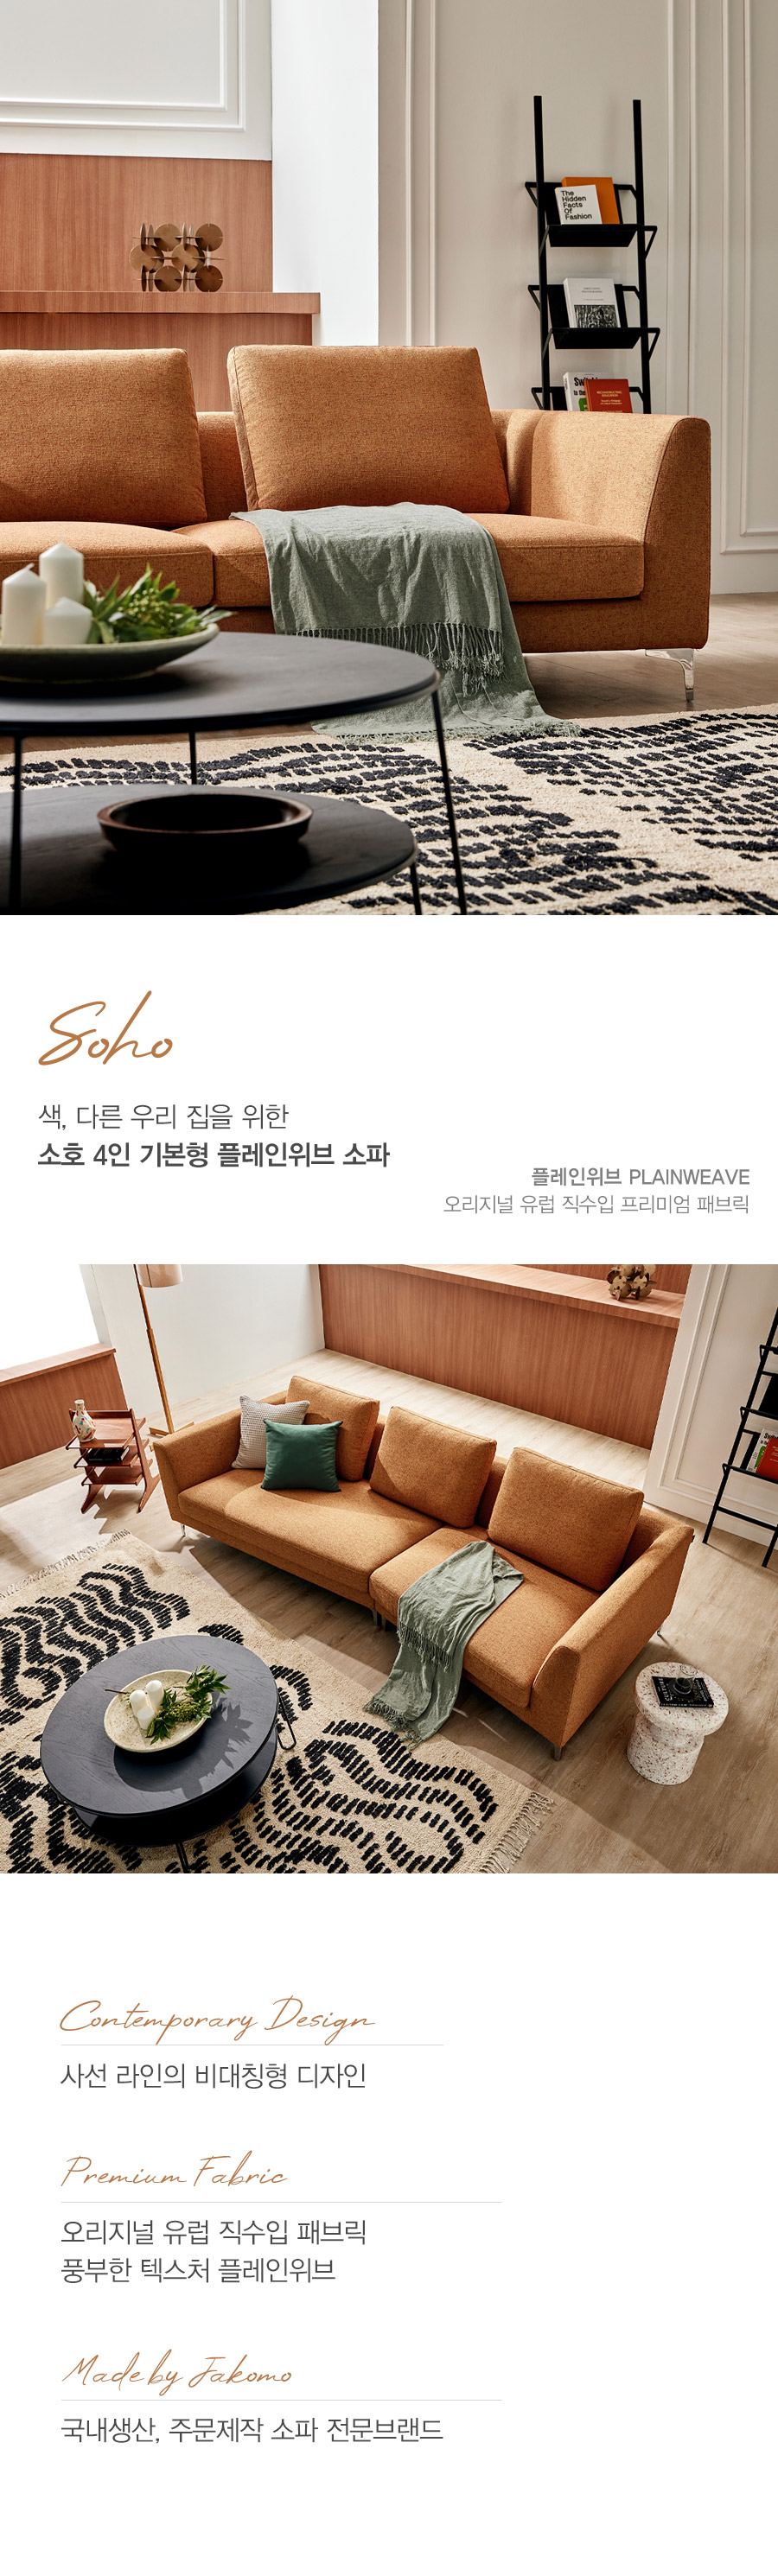 The
Hidden
Facts
Of
Fashion
Soho
색, 다른 우리 집을 위한
소호 4인 기본형 플레인위브 소파
플레인위브 PLAINWEAVE
오리지널 유럽 직수입 프리미엄 패브릭
Contemporary Design
사선 라인의 비대칭형 디자인
Premium Fabric
오리지널 유럽 직수입 패브릭
풍부한 텍스처 플레인위브
Made by Jakomo
국내생산, 주문제작 소파 전문브랜드